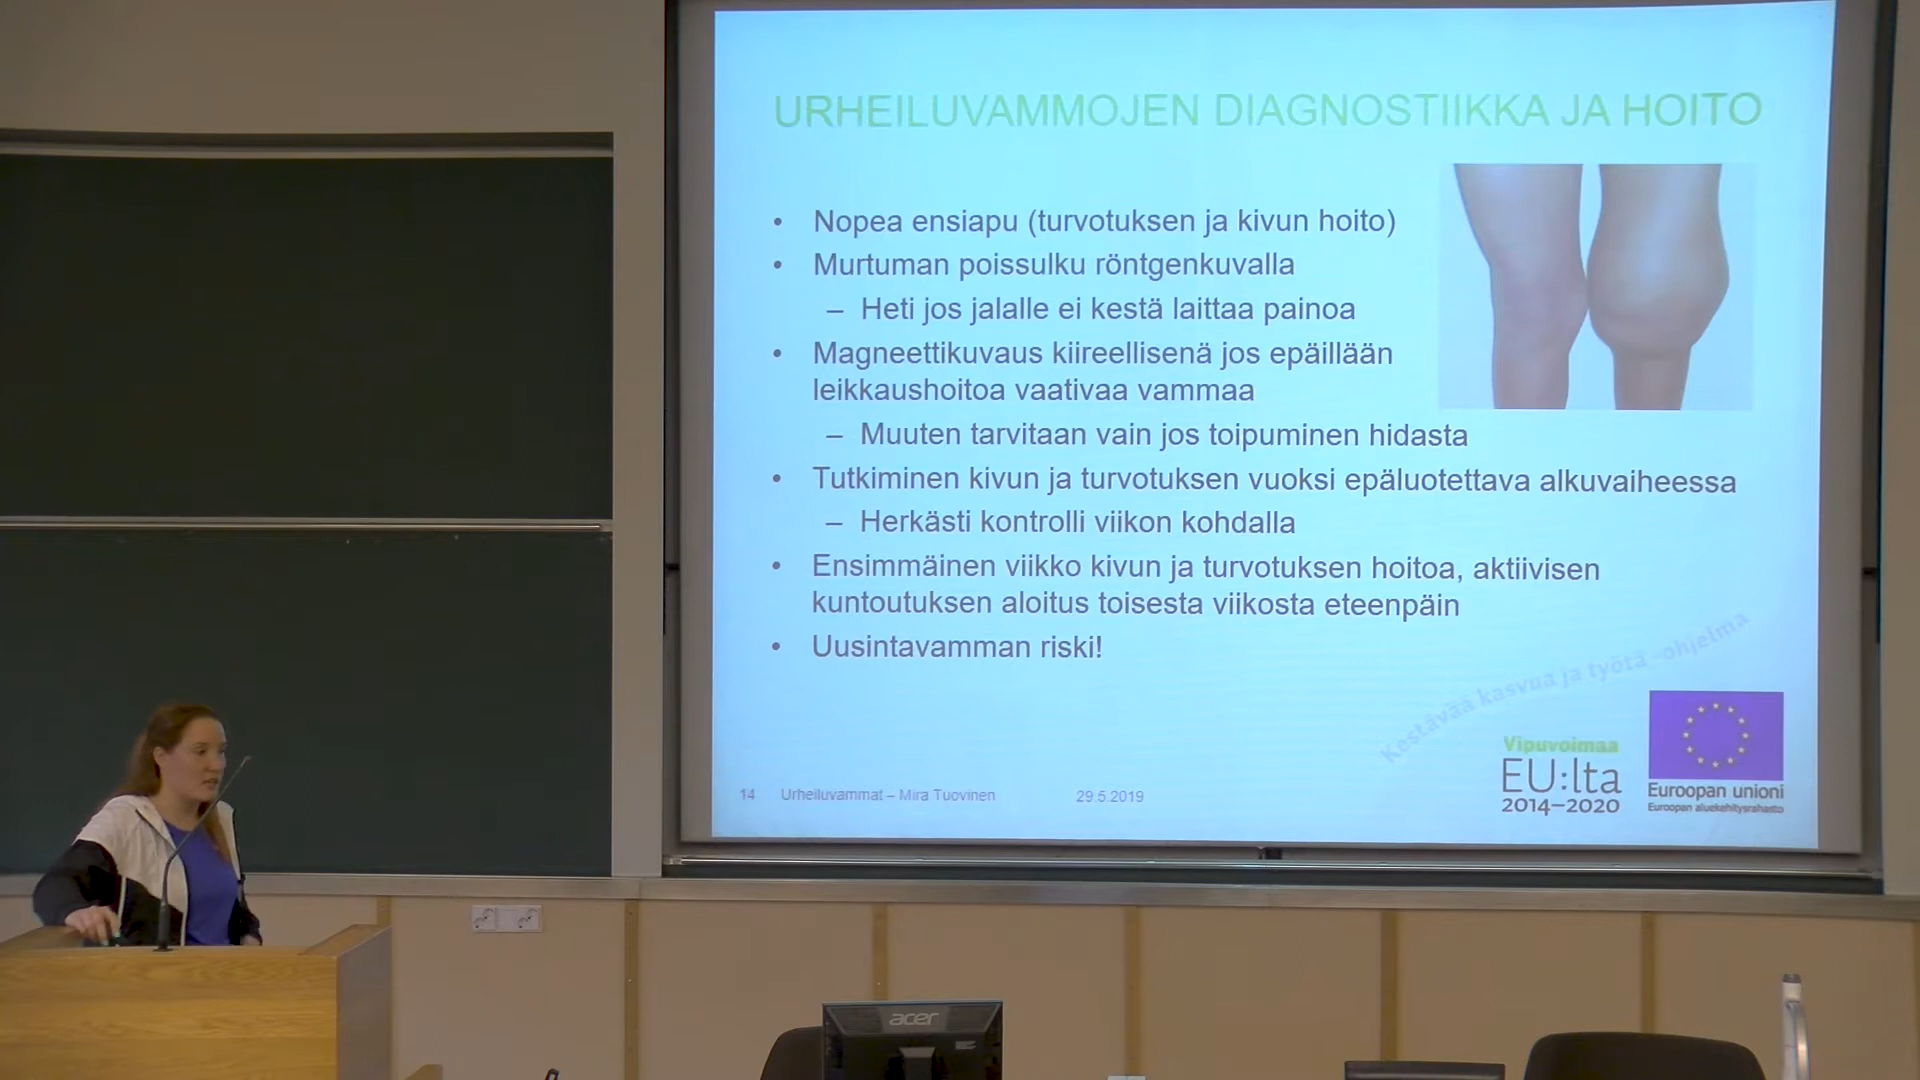 URHEILUVAMMOJEN DIAGNOSTIIKKA JA HOITO
• Nopea ensiapu (turvotuksen ja kivun hoito)
• Murtuman poissulku röntgenkuvalla
– Heti jos jalalle ei kestä laittaa painoa
• Magneettikuvaus kiireellisenä jos epäillään
leikkaushoitoa vaativaa vammaa
– Muuten tarvitaan vain jos toipuminen hidasta
• Tutkiminen kivun ja turvotuksen vuoksi epäluotettava alkuvaiheessa
– Herkästi kontrolli viikon kohdalla
• Ensimmäinen viikko kivun ja turvotuksen hoitoa, aktiivisen
kuntoutuksen aloitus toisesta viikosta eteenpäin
• Uusintavamman riski!
Kestävää kasvua ja työtä -ohjelma
Vipuvoimaa
EU:lta
2014–2020
Euroopan unioni
Euroopan aluekehitysrahasto
14 Urheiluvammat – Mira Tuovinen 29.5.2019
acer